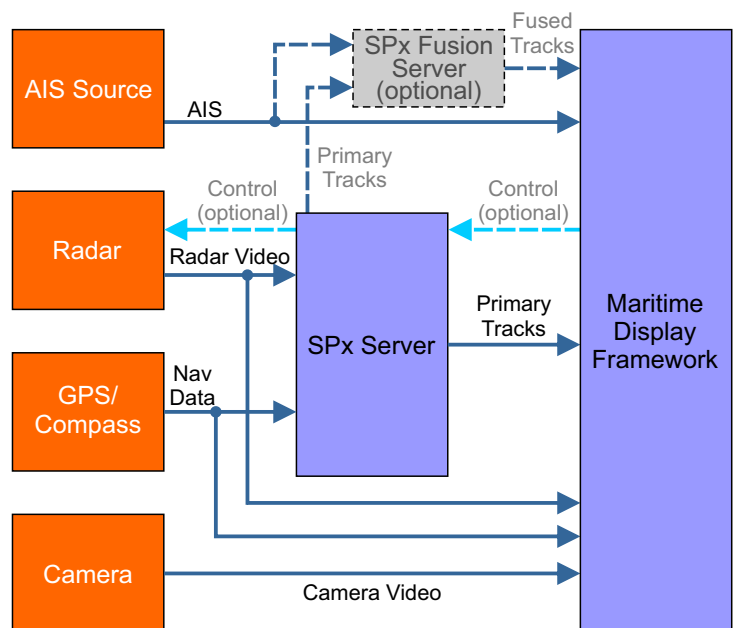 Fused
Tracks
SPx Fusion
Server
(optional)
AIS Source
AIS
Primary
Tracks
Control
(optional)
Control
(optional)
Radar
Radar Video
Primary
Tracks
Maritime
Display
Framework
SPx Server
Nav
Data
GPS/
Compass
Camera
Camera Video